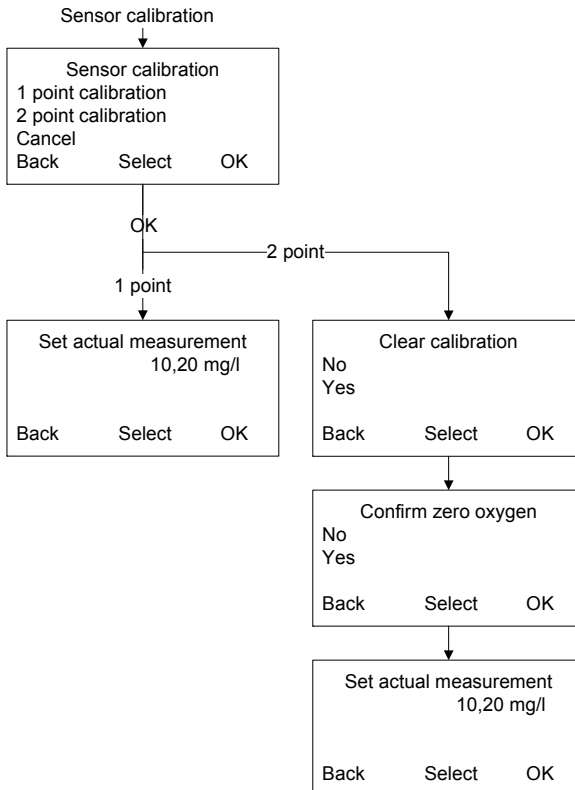 Sensor calibration
Sensor calibration
1 point calibration
2 point calibration
Cancel
Back Select OK
OK
2 point
1 point
Set actual measurement
10,20 mg/l
Back Select OK
Clear calibration
No
Yes
Back Select OK
Confirm zero oxygen
No
Yes
Back Select OK
Set actual measurement
10,20 mg/l
Back Select OK